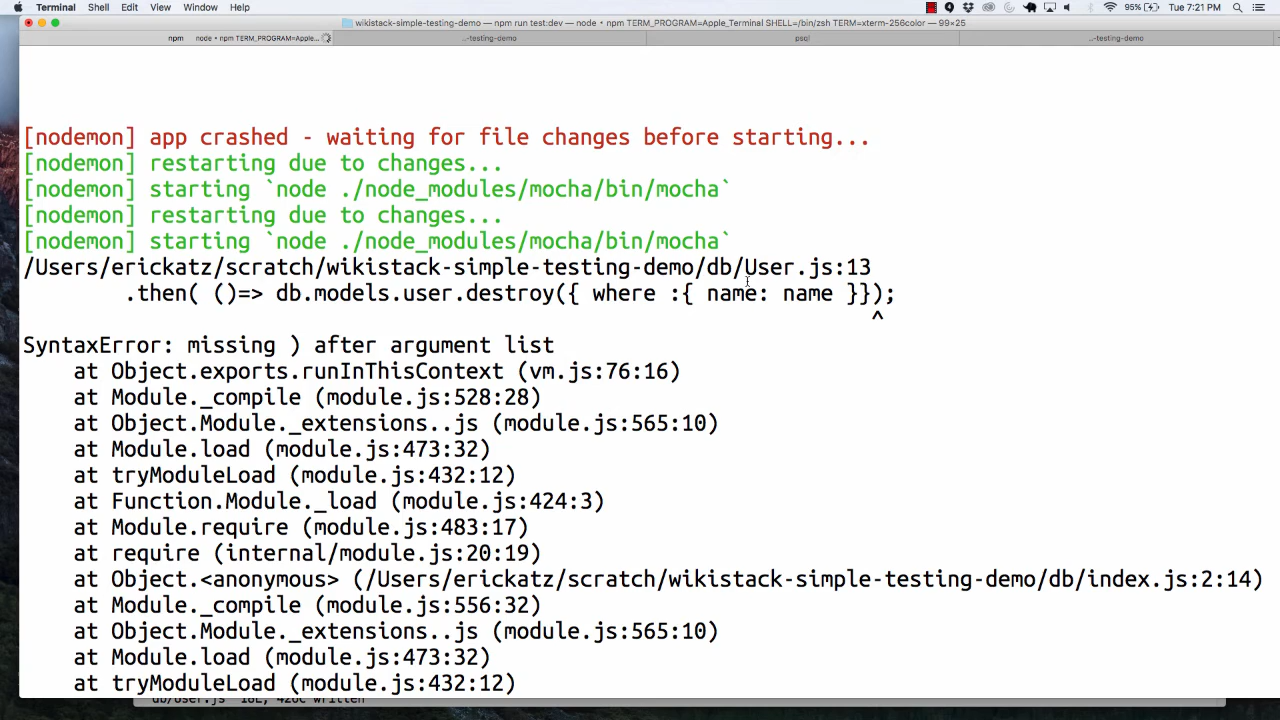 Terminal Shell Edit View Window Help 95% Tue 7:21 PM
wikistack-simple-testing-demo — npm run test:dev — node • npm TERM_PROGRAM=Apple_Terminal SHELL=/bin/zsh TERM=xterm-256color — 99×25
npm node • npm TERM_PROGRAM=Apple... ...-testing-demo psql ...-testing-demo
[nodemon] app crashed - waiting for file changes before starting...
[nodemon] restarting due to changes...
[nodemon] starting `node ./node_modules/mocha/bin/mocha`
[nodemon] restarting due to changes...
[nodemon] starting `node ./node_modules/mocha/bin/mocha`
/Users/erickatz/scratch/wikistack-simple-testing-demo/db/User.js:13
.then( ()=> db.models.user.destroy({ where :{ name: name }});
^
SyntaxError: missing ) after argument list
at Object.exports.runInThisContext (vm.js:76:16)
at Module._compile (module.js:528:28)
at Object.Module._extensions..js (module.js:565:10)
at Module.load (module.js:473:32)
at tryModuleLoad (module.js:432:12)
at Function.Module._load (module.js:424:3)
at Module.require (module.js:483:17)
at require (internal/module.js:20:19)
at Object.<anonymous> (/Users/erickatz/scratch/wikistack-simple-testing-demo/db/index.js:2:14)
at Module._compile (module.js:556:32)
at Object.Module._extensions..js (module.js:565:10)
at Module.load (module.js:473:32)
at tryModuleLoad (module.js:432:12)